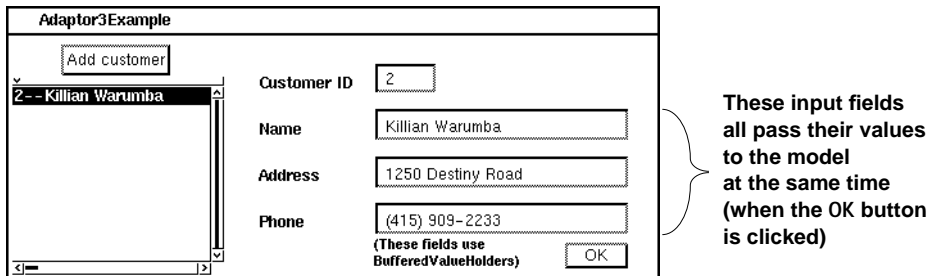 Adaptor3Example
Add customer
2--Killian Warumba
Customer ID 2
Name Killian Warumba
Address 1250 Destiny Road
Phone (415) 909-2233
(These fields use
BufferedValueHolders)
OK
These input fields
all pass their values
to the model
at the same time
(when the OK button
is clicked)